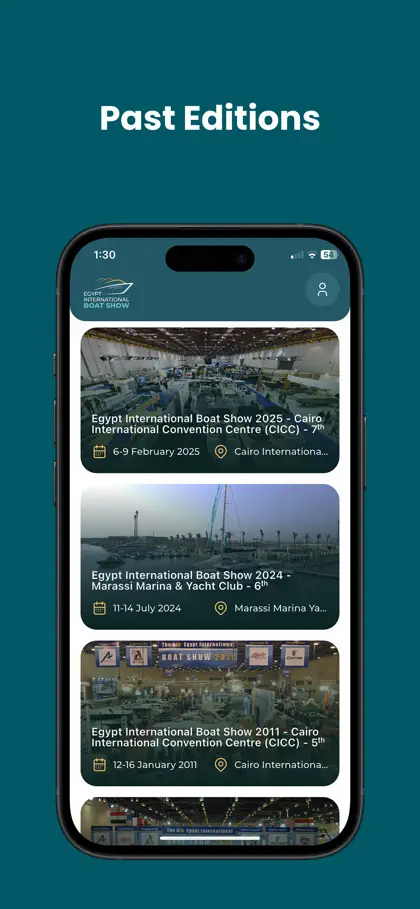 Past Editions
1:30
54
EGYPT
INTERNATIONAL
BOAT SHOW
Egypt International Boat Show 2025 - Cairo
International Convention Centre (CICC) - 7th
6-9 February 2025
Cairo Internationa...
Egypt International Boat Show 2024 -
Marassi Marina & Yacht Club - 6th
11-14 July 2024
Marassi Marina Ya...
BOAT SHOW 2011
Egypt International Boat Show 2011 - Cairo
International Convention Centre (CICC) - 5th
12-16 January 2011
Cairo Internationa...